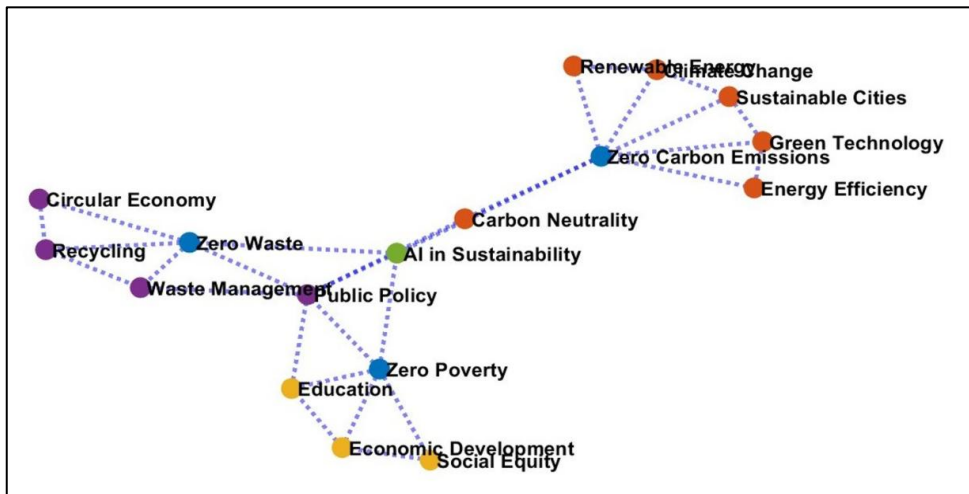 Renewable Energy
Climate Change
Sustainable Cities
Green Technology
Zero Carbon Emissions
Energy Efficiency
Circular Economy
Carbon Neutrality
Recycling
Zero Waste
AI in Sustainability
Waste Management
Public Policy
Zero Poverty
Education
Economic Development
Social Equity